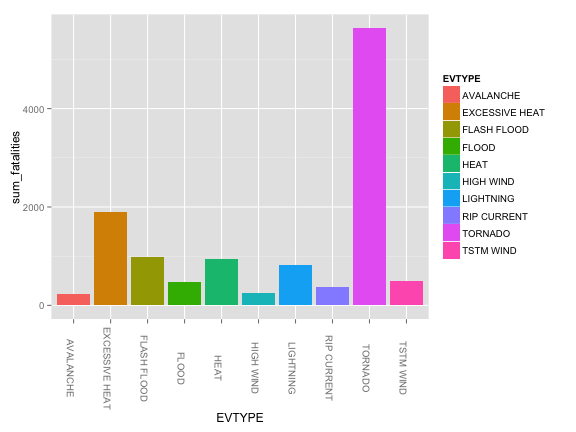 sum_fatalities
4000
2000
0
AVALANCHE
EXCESSIVE HEAT
FLASH FLOOD
FLOOD
HEAT
HIGH WIND
LIGHTNING
RIP CURRENT
TORNADO
TSTM WIND
EVTYPE
EVTYPE
AVALANCHE
EXCESSIVE HEAT
FLASH FLOOD
FLOOD
HEAT
HIGH WIND
LIGHTNING
RIP CURRENT
TORNADO
TSTM WIND